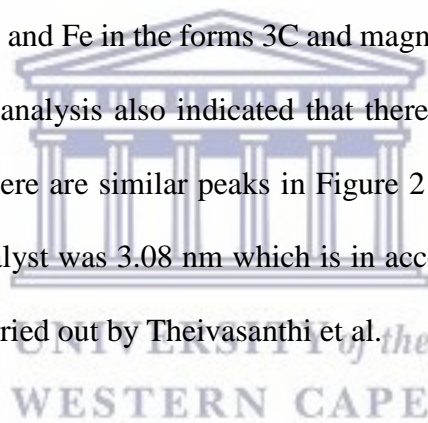 and Fe in the forms 3C and magn
analysis also indicated that there
ere are similar peaks in Figure 2
alyst was 3.08 nm which is in acc
ried out by Theivasanthi et al.
UNIVERSITY of the
WESTERN CAPE